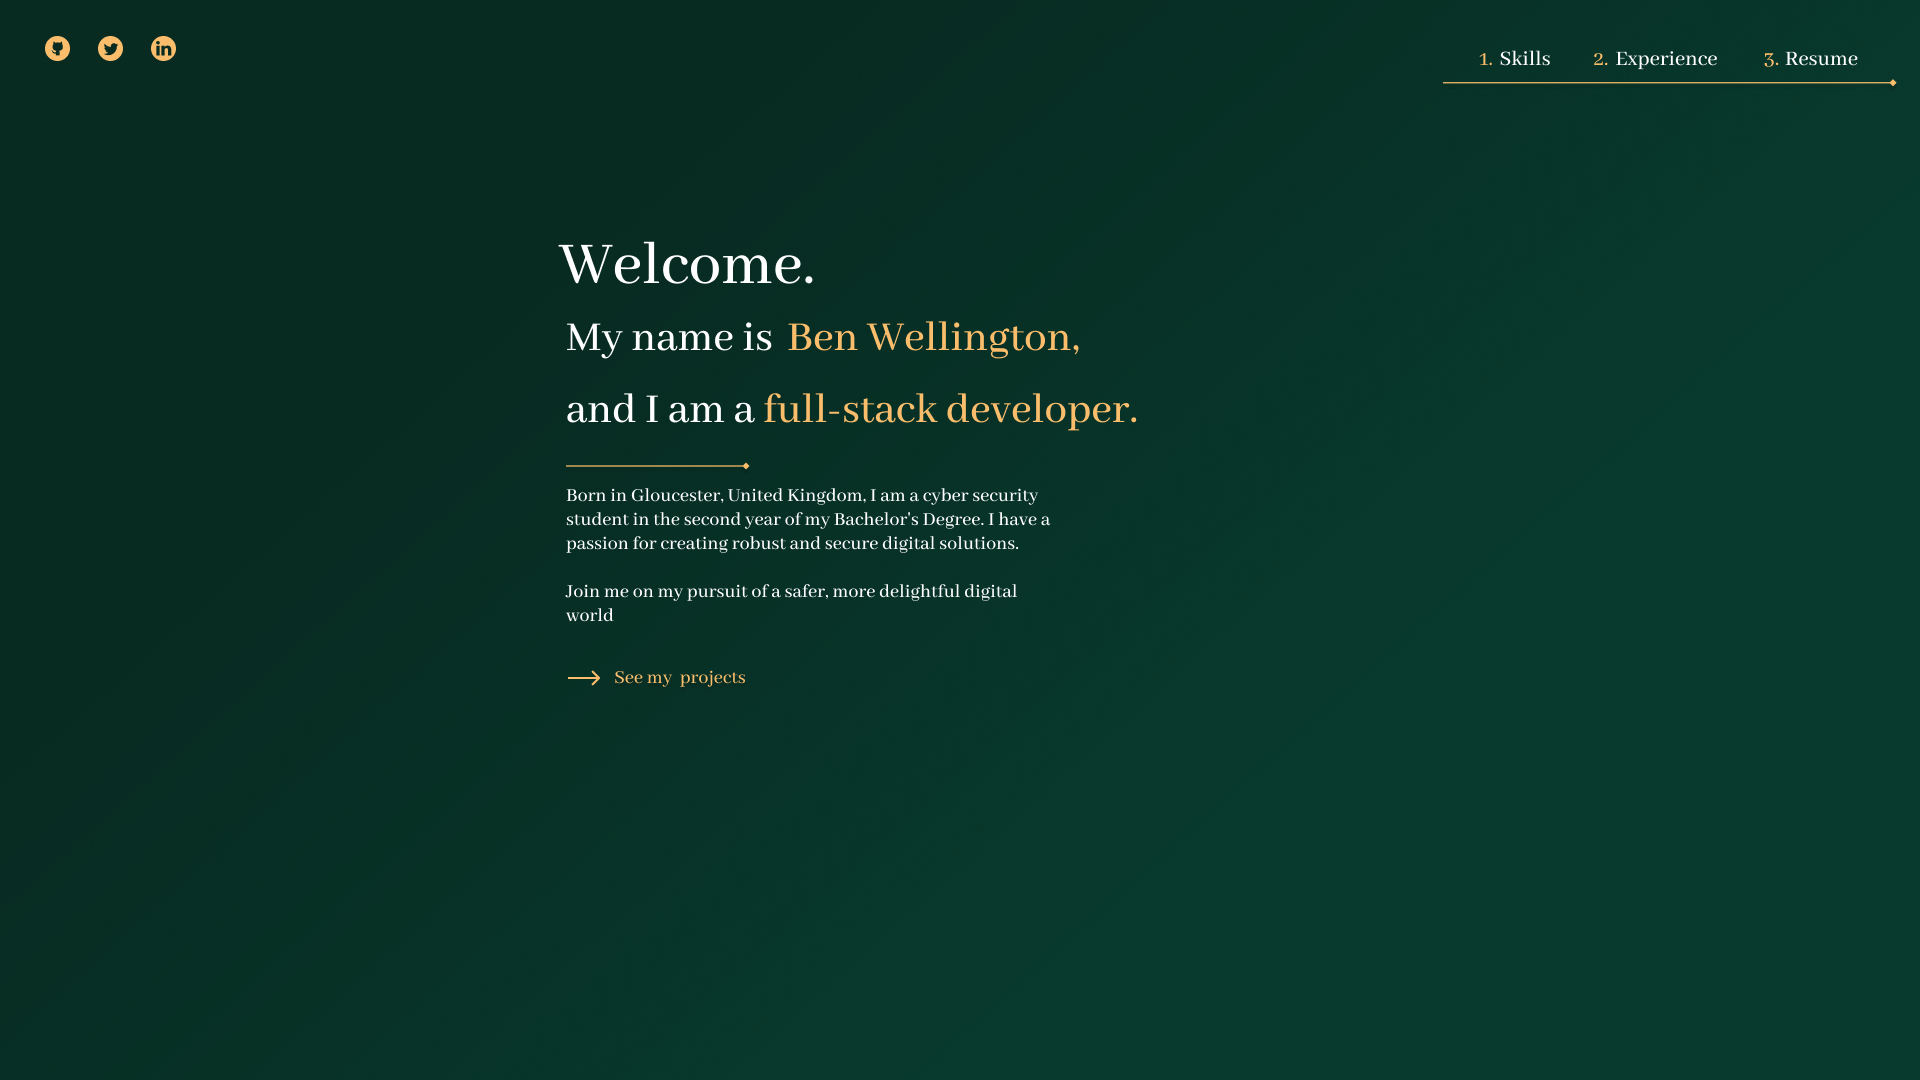 1. Skills 2. Experience 3. Resume
Welcome.
My name is Ben Wellington,
and I am a full-stack developer.
Born in Gloucester, United Kingdom, I am a cyber security
student in the second year of my Bachelor's Degree. I have a
passion for creating robust and secure digital solutions.
Join me on my pursuit of a safer, more delightful digital
world
See my projects